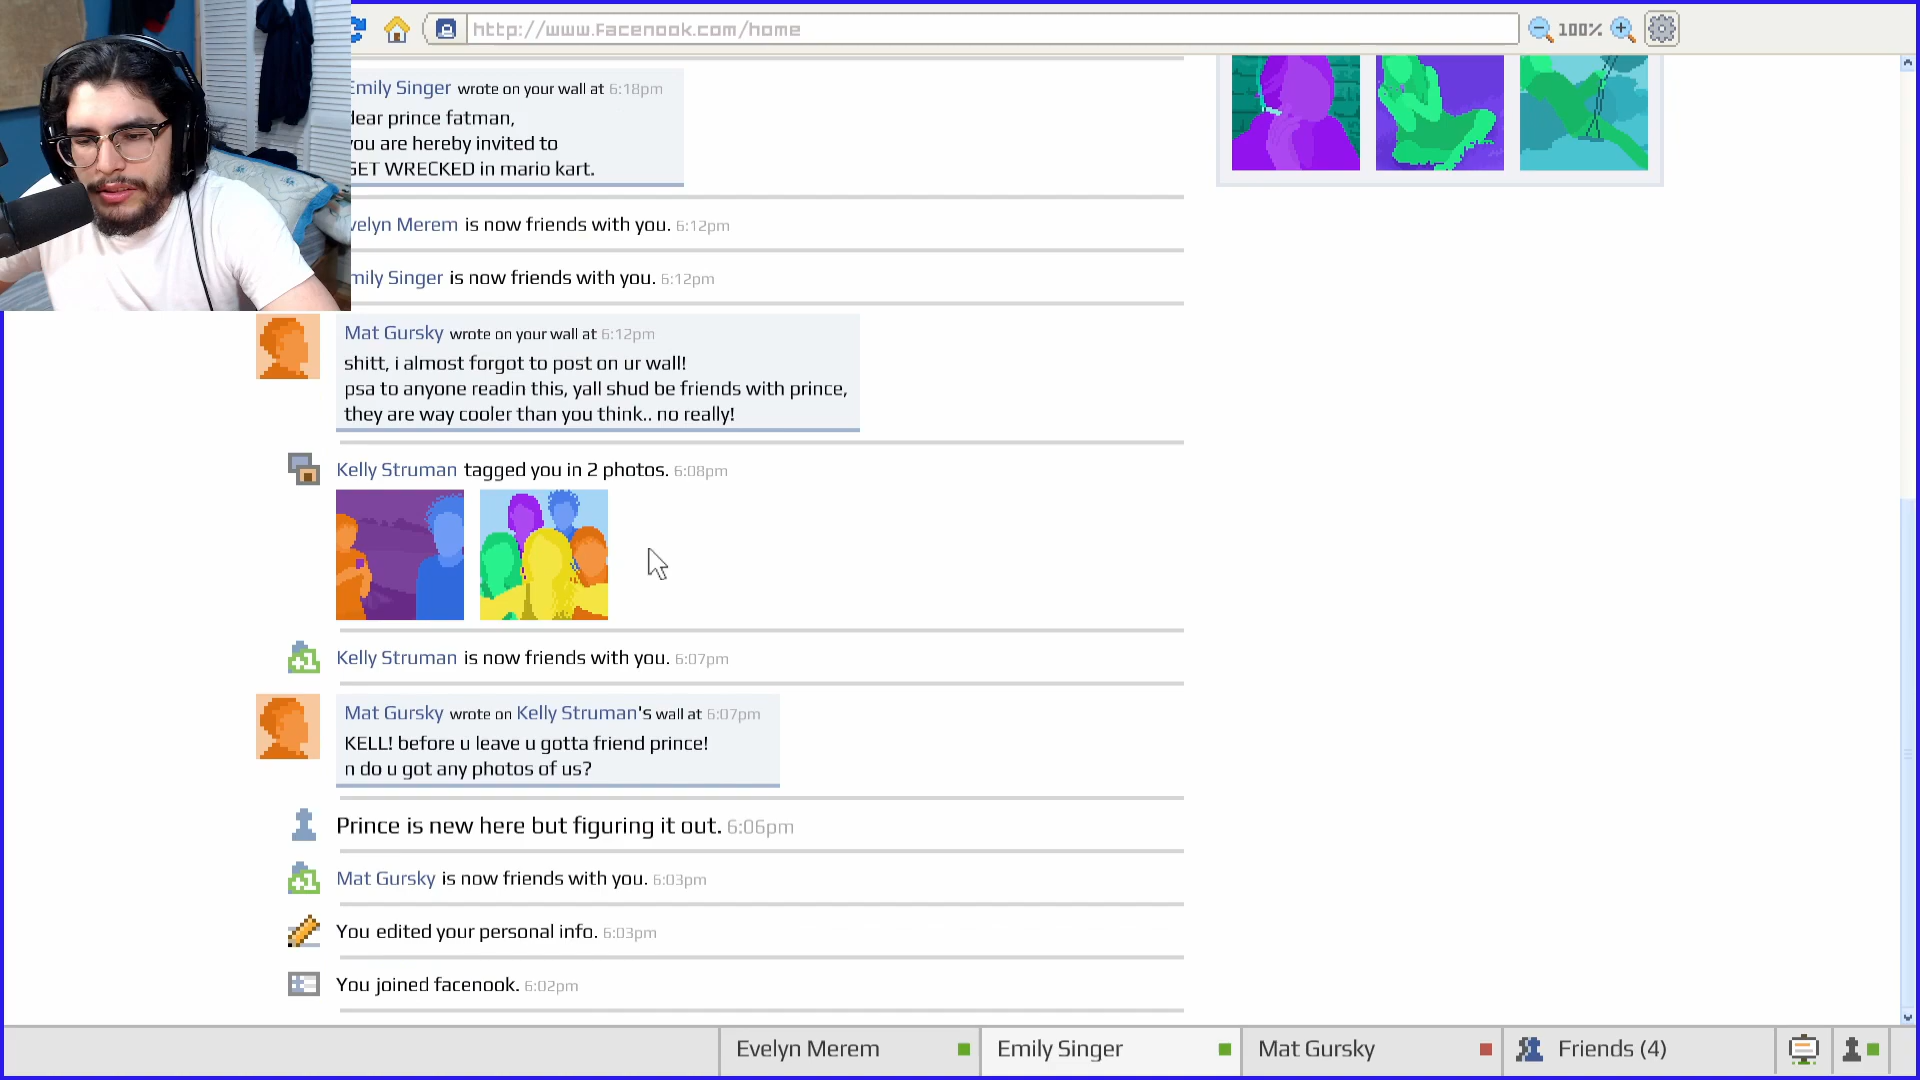 http://www.facenook.com/home
100%
Emily Singer wrote on your wall at 6:18pm
dear prince fatman,
you are hereby invited to
GET WRECKED in mario kart.
Evelyn Merem is now friends with you. 6:12pm
Emily Singer is now friends with you. 6:12pm
Mat Gursky wrote on your wall at 6:12pm
shitt, i almost forgot to post on ur wall!
psa to anyone readin this, yall shud be friends with prince,
they are way cooler than you think.. no really!
Kelly Struman tagged you in 2 photos. 6:08pm
+1
Kelly Struman is now friends with you. 6:07pm
Mat Gursky wrote on Kelly Struman's wall at 6:07pm
KELL! before u leave u gotta friend prince!
n do u got any photos of us?
Prince is new here but figuring it out. 6:06pm
+1
Mat Gursky is now friends with you. 6:03pm
You edited your personal info. 6:03pm
You joined facenook. 6:02pm
Evelyn Merem
Emily Singer
Mat Gursky
Friends (4)